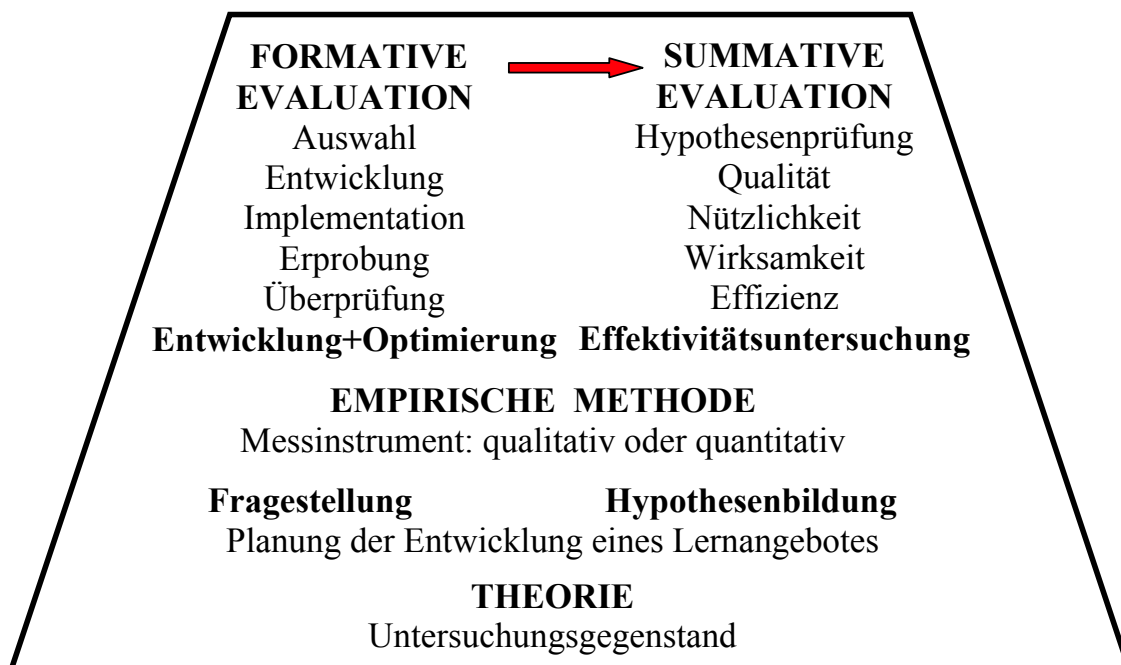 FORMATIVE
EVALUATION
Auswahl
Entwicklung
Implementation
Erprobung
Überprüfung
Entwicklung+Optimierung
SUMMATIVE
EVALUATION
Hypothesenprüfung
Qualität
Nützlichkeit
Wirksamkeit
Effizienz
Effektivitätsuntersuchung
EMPIRISCHE METHODE
Messinstrument: qualitativ oder quantitativ
Fragestellung
Hypothesenbildung
Planung der Entwicklung eines Lernangebotes
THEORIE
Untersuchungsgegenstand